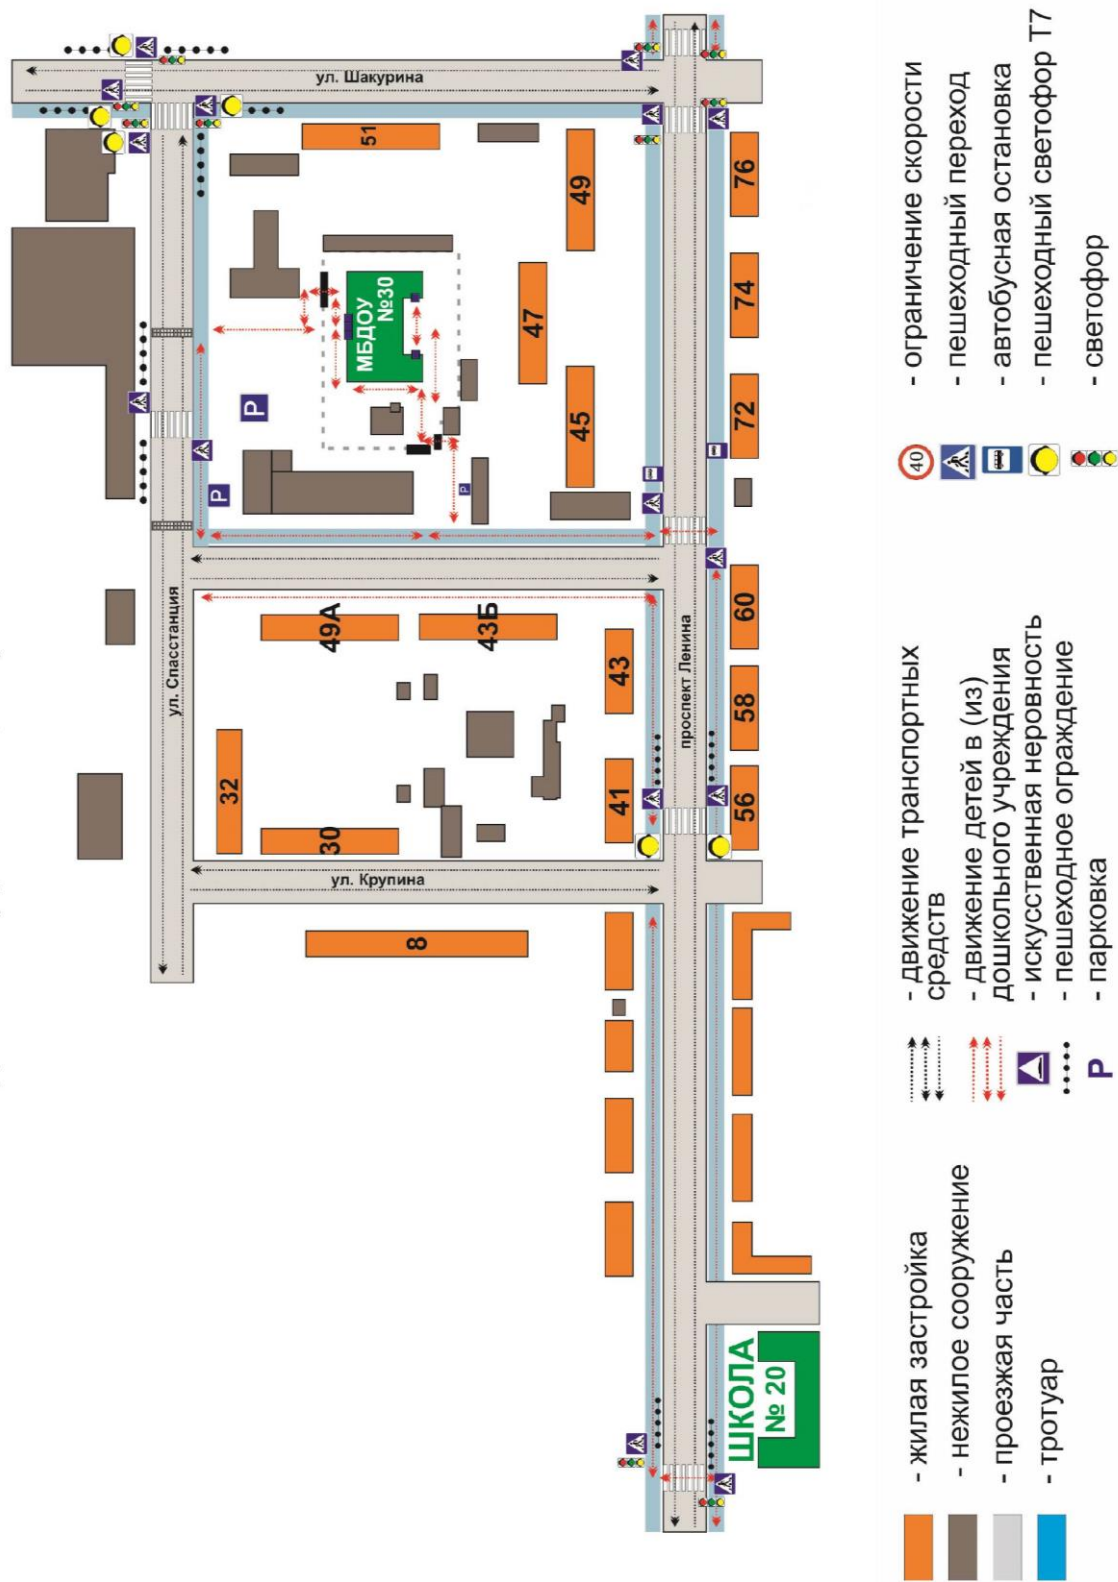 ул. Шакурина
51
49
76
МБДОУ
№30
47
74
Р
45
72
Р
Р
ул. Спасстанция
49А
43Б
60
43
проспект Ленина
58
32
41
56
30
ул. Крупина
8
ШКОЛА
№ 20
- жилая застройка
- нежилое сооружение
- проезжая часть
- тротуар
- движение транспортных
средств
- движение детей в (из)
дошкольного учреждения
- искусственная неровность
- пешеходное ограждение
Р
- парковка
40
- ограничение скорости
- пешеходный переход
- автобусная остановка
- пешеходный светофор Т7
- светофор